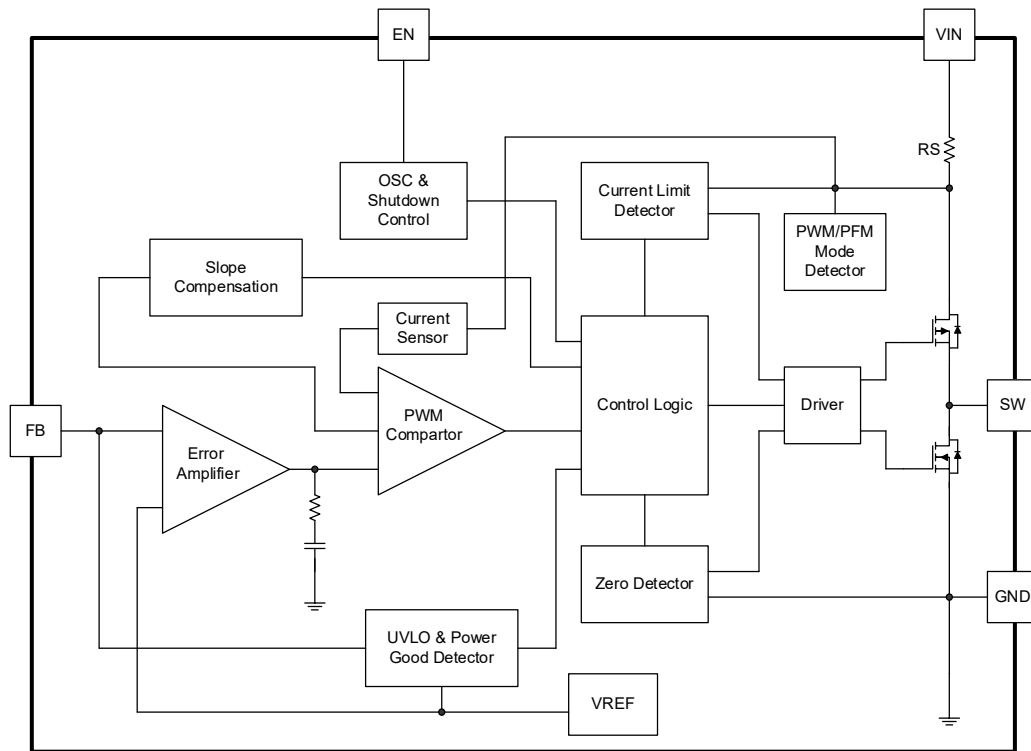 EN
VIN
RS
OSC &
Shutdown
Control
Current Limit
Detector
PWM/PFM
Mode
Detector
Slope
Compensation
Current
Sensor
PWM
Compartor
Control Logic
Driver
SW
FB
Error
Amplifier
Zero Detector
GND
UVLO & Power
Good Detector
VREF